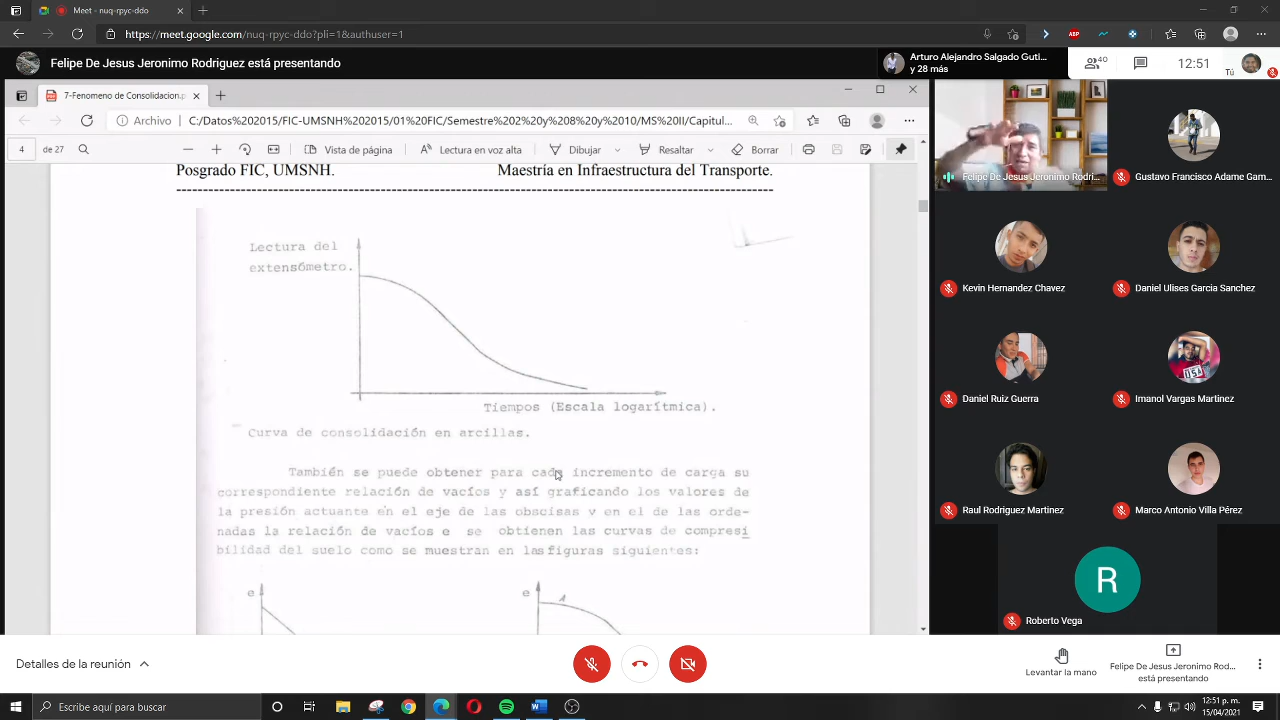 Meet - nuq-rpyc-ddo
https://meet.google.com/nuq-rpyc-ddo?pli=1&authuser=1
ABP
Felipe De Jesus Jeronimo Rodríguez está presentando
Arturo Alejandro Salgado Guti...
y 28 más
40
12:51
Tú
7-Fenomeno de Consolidacion.p
Archivo
C:/Datos%202015/FIC-UMSNH%202015/01%20FIC/Semestre%202%20y%208%20y%2010/MS%20II/Capitul...
4
de 27
Vista de página
Lectura en voz alta
Dibujar
Resaltar
Borrar
Posgrado FIC, UMSNH.
Maestría en Infraestructura del Transporte.
Lectura del
extensómetro.
Tiempos (Escala logarítmica).
Curva de consolidación en arcillas.
También se puede obtener para cada incremento de carga su
correspondiente relación de vacíos y así graficando los valores de
la presión actuante en el eje de las obscisas y en el de las orde-
nadas la relación de vacíos e se obtienen las curvas de compresi
bilidad del suelo como se muestran en las figuras siguientes:
e
e
A
Felipe De Jesus Jeronimo Rodrí...
Gustavo Francisco Adame Gam...
Kevin Hernandez Chavez
Daniel Ulises Garcia Sanchez
Daniel Ruiz Guerra
USA
Imanol Vargas Martinez
Raul Rodriguez Martinez
Marco Antonio Villa Pérez
R
Roberto Vega
Detalles de la reunión
Levantar la mano
Felipe De Jesus Jeronimo Rod...
está presentando
Escribe aquí para buscar
12:51 p. m.
15/04/2021